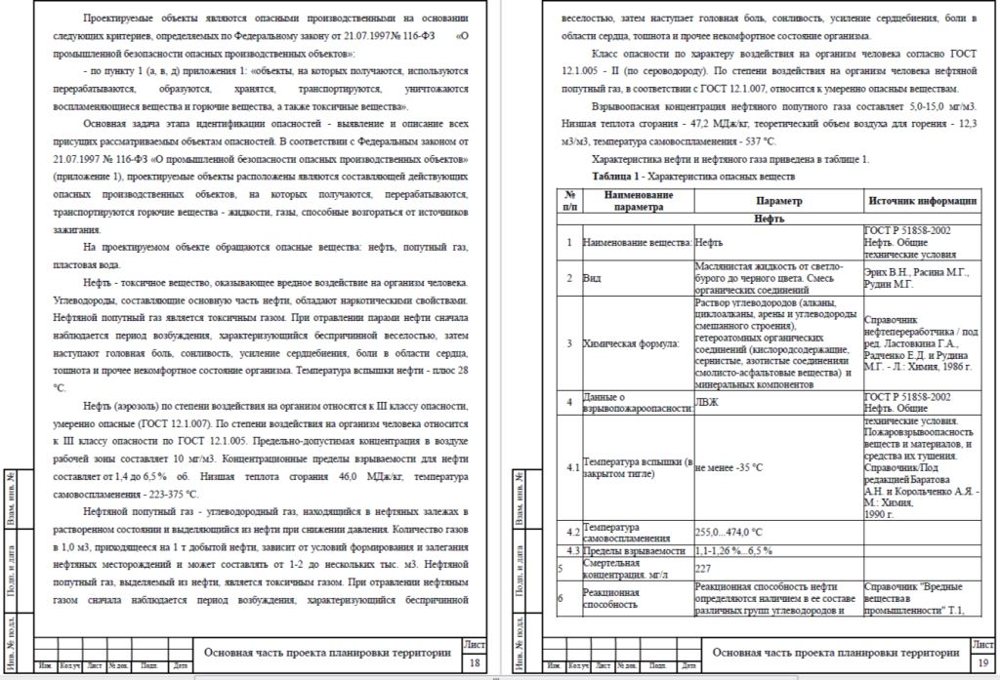 Проектируемые объекты являются опасными производственными на основании
следующих критериев, определяемых по Федеральному закону от 21.07.1997№ 116-ФЗ «О
промышленной безопасности опасных производственных объектов»:
- по пункту 1 (а, в, д) приложения 1: «объекты, на которых получаются, используются
перерабатываются, образуются, хранятся, транспортируются, уничтожаются
воспламеняющиеся вещества и горючие вещества, а также токсичные вещества».
Основная задача этапа идентификации опасностей - выявление и описание всех
присущих рассматриваемым объектам опасностей. В соответствии с Федеральным законом от
21.07.1997 № 116-ФЗ «О промышленной безопасности опасных производственных объектов»
(приложение 1), проектируемые объекты расположены являются составляющей действующих
опасных производственных объектов, на которых получаются, перерабатываются,
транспортируются горючие вещества - жидкости, газы, способные возгораться от источников
зажигания.
На проектируемом объекте обращаются опасные вещества: нефть, попутный газ,
пластовая вода.
Нефть - токсичное вещество, оказывающее вредное воздействие на организм человека.
Углеводороды, составляющие основную часть нефти, обладают наркотическими свойствами.
Нефтяной попутный газ является токсичным газом. При отравлении парами нефти сначала
наблюдается период возбуждения, характеризующийся беспричинной веселостью, затем
наступают головная боль, сонливость, усиление сердцебиения, боли в области сердца,
тошнота и прочее некомфортное состояние организма. Температура вспышки нефти - плюс 28
°С.
Нефть (аэрозоль) по степени воздействия на организм относятся к III классу опасности,
умеренно опасные (ГОСТ 12.1.007). По степени воздействия на организм человека относится
к III классу опасности по ГОСТ 12.1.005. Предельно-допустимая концентрация в воздухе
рабочей зоны составляет 10 мг/м3. Концентрационные пределы взрываемости для нефти
составляет от 1,4 до 6,5 % об. Низшая теплота сгорания 46,0 МДж/кг, температура
самовоспламенения - 223-375 °С.
Нефтяной попутный газ - углеводородный газ, находящийся в нефтяных залежах в
растворенном состоянии и выделяющийся из нефти при снижении давления. Количество газов
в 1,0 м3, приходящееся на 1 т добытой нефти, зависит от условий формирования и залегания
нефтяных месторождений и может составлять от 1-2 до нескольких тыс. м3. Нефтяной
попутный газ, выделяемый из нефти, является токсичным газом. При отравлении нефтяным
газом сначала наблюдается период возбуждения, характеризующийся беспричинной
Взам. инв. №
Подп. и дата
Инв. № подл.
Изм. Кол.уч Лист № док. Подп. Дата
Основная часть проекта планировки территории
Лист
18
веселостью, затем наступает головная боль, сонливость, усиление сердцебиения, боли в
области сердца, тошнота и прочее некомфортное состояние организма.
Класс опасности по характеру воздействия на организм человека согласно ГОСТ
12.1.005 - II (по сероводороду). По степени воздействия на организм человека нефтяной
попутный газ, в соответствии с ГОСТ 12.1.007, относится к умеренно опасным веществам.
Взрывоопасная концентрация нефтяного попутного газа составляет 5,0-15,0 мг/м3.
Низшая теплота сгорания - 47,2 МДж/кг, теоретический объем воздуха для горения - 12,3
м3/м3, температура самовоспламенения - 537 °С.
Характеристика нефти и нефтяного газа приведена в таблице 1.
Таблица 1 - Характеристика опасных веществ
№ п/п Наименование параметра Параметр Источник информации
Нефть
1 Наименование вещества: Нефть
ГОСТ Р 51858-2002
Нефть. Общие
технические условия
2 Вид
Маслянистая жидкость от светло-
бурого до черного цвета. Смесь
органических соединений
Эрих В.Н., Расина М.Г.,
Рудин М.Г.
3 Химическая формула:
Раствор углеводородов (алканы,
циклоалканы, арены и углеводороды
смешанного строения),
гетероатомных органических
соединений (кислородсодержащие,
сернистые, азотистые соединения
смолисто-асфальтовые вещества) и
минеральных компонентов
Справочник
нефтепереработчика / под
ред. Ластовкина Г.А.,
Радченко Е.Д. и Рудина
М.Г. - Л.: Химия, 1986 г.
4 Данные о
взрывопожароопасности:
ЛВЖ
ГОСТ Р 51858-2002
Нефть. Общие
4.1 Температура вспышки (в
закрытом тигле)
не менее -35 °С
технические условия.
Пожаровзрывоопасность
веществ и материалов, и
средства их тушения.
Справочник/Под
редакцией Баратова
А.Н. и Корольченко А.Я. -
М.: Химия,
1990 г.
4.2 Температура
самовоспламенения
255,0...474,0 °С
4.3 Пределы взрываемости 1,1-1,26 %...6,5 %
5 Смертельная
концентрация. мг/л
227
6 Реакционная
способность
Реакционная способность нефти
определяются наличием в ее составе
различных групп углеводородов и
Справочник "Вредные
вещества в
промышленности" Т.1,
Взам. инв. №
Подп. и дата
Инв. № подл.
Изм. Кол.уч Лист № док. Подп. Дата
Основная часть проекта планировки территории
Лист
19